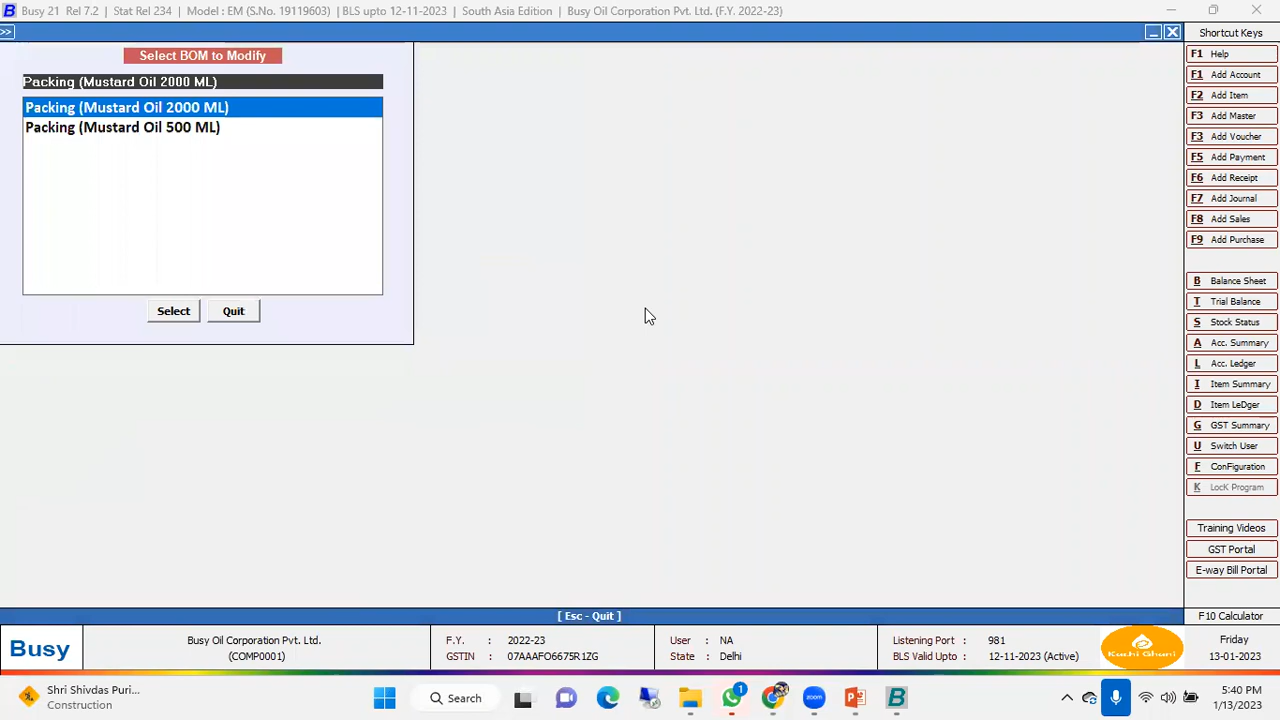 Busy 21 Rel 7.2 | Stat Rel 234 | Model : EM (S.No. 19119603) | BLS upto 12-11-2023 | South Asia Edition | Busy Oil Corporation Pvt. Ltd. (F.Y. 2022-23)
>>
Select BOM to Modify
Packing (Mustard Oil 2000 ML)
Packing (Mustard Oil 2000 ML)
Packing (Mustard Oil 500 ML)
Select Quit
Shortcut Keys
F1 Help
F1 Add Account
F2 Add Item
F3 Add Master
F3 Add Voucher
F5 Add Payment
F6 Add Receipt
F7 Add Journal
F8 Add Sales
F9 Add Purchase
B Balance Sheet
T Trial Balance
S Stock Status
A Acc. Summary
L Acc. Ledger
I Item Summary
D Item LeDger
G GST Summary
U Switch User
F ConFiguration
K LocK Program
Training Videos
GST Portal
E-way Bill Portal
F10 Calculator
[ Esc - Quit ]
Busy
Busy Oil Corporation Pvt. Ltd.
(COMP0001)
F.Y. : 2022-23
GSTIN : 07AAAFO6675R1ZG
User : NA
State : Delhi
Listening Port : 981
BLS Valid Upto : 12-11-2023 (Active)
Kachi Ghani
Friday
13-01-2023
Shri Shivdas Puri...
Construction
Search
1
zoom
5:40 PM
1/13/2023